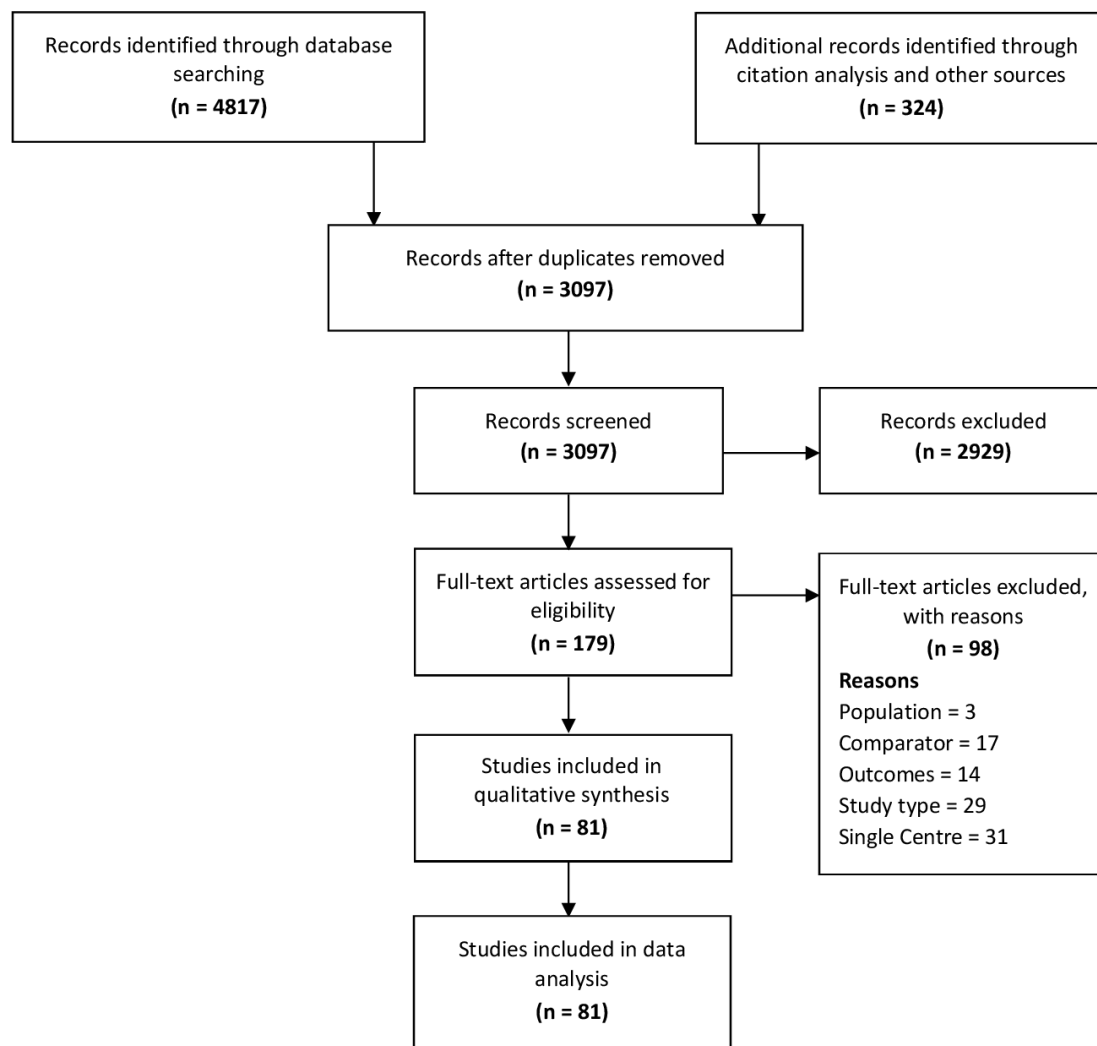 Records identified through database
searching
(n = 4817)
Additional records identified through
citation analysis and other sources
(n = 324)
Records after duplicates removed
(n = 3097)
Records screened
(n = 3097)
Records excluded
(n = 2929)
Full-text articles assessed for
eligibility
(n = 179)
Full-text articles excluded,
with reasons
(n = 98)
Reasons
Population = 3
Comparator = 17
Outcomes = 14
Study type = 29
Single Centre = 31
Studies included in
qualitative synthesis
(n = 81)
Studies included in data
analysis
(n = 81)